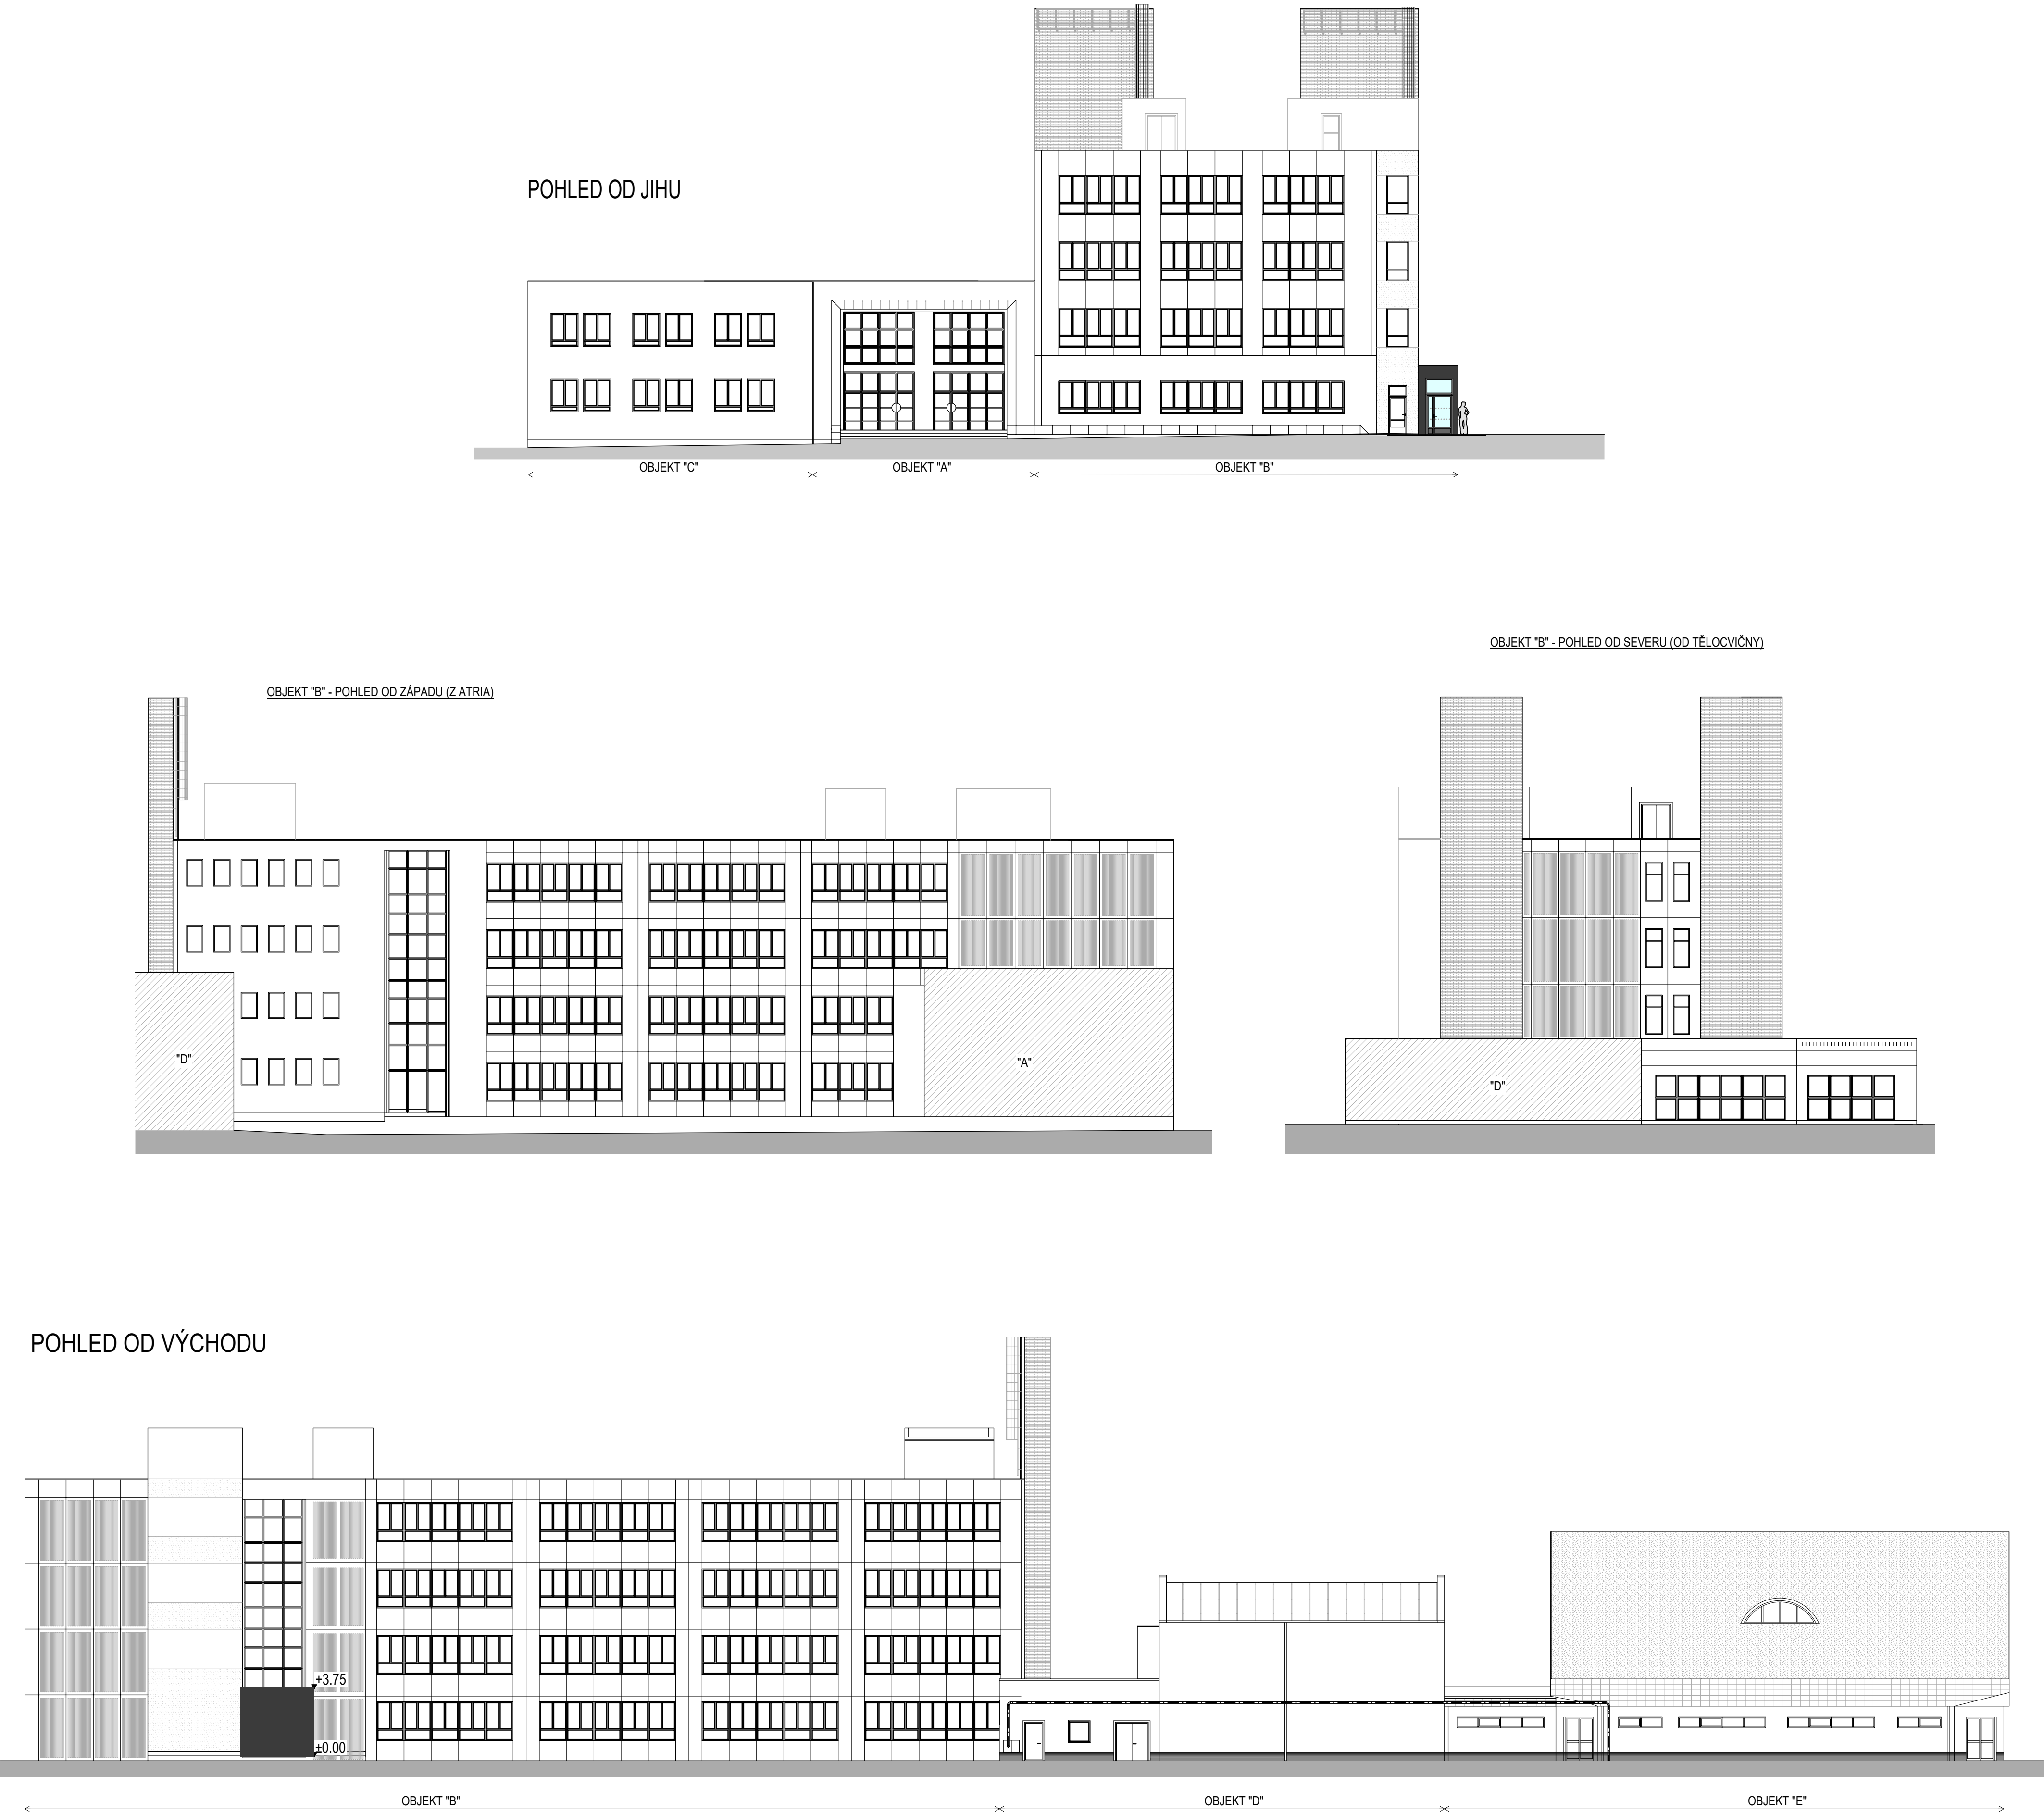 POHLED OD JIHU
OBJEKT "C"
OBJEKT "A"
OBJEKT "B"
OBJEKT "B" - POHLED OD SEVERU (OD TĚLOCVIČNY)
OBJEKT "B" - POHLED OD ZÁPADU (Z ATRIA)
"D"
"A"
"D"
POHLED OD VÝCHODU
+3.75
±0.00
OBJEKT "B"
OBJEKT "D"
OBJEKT "E"